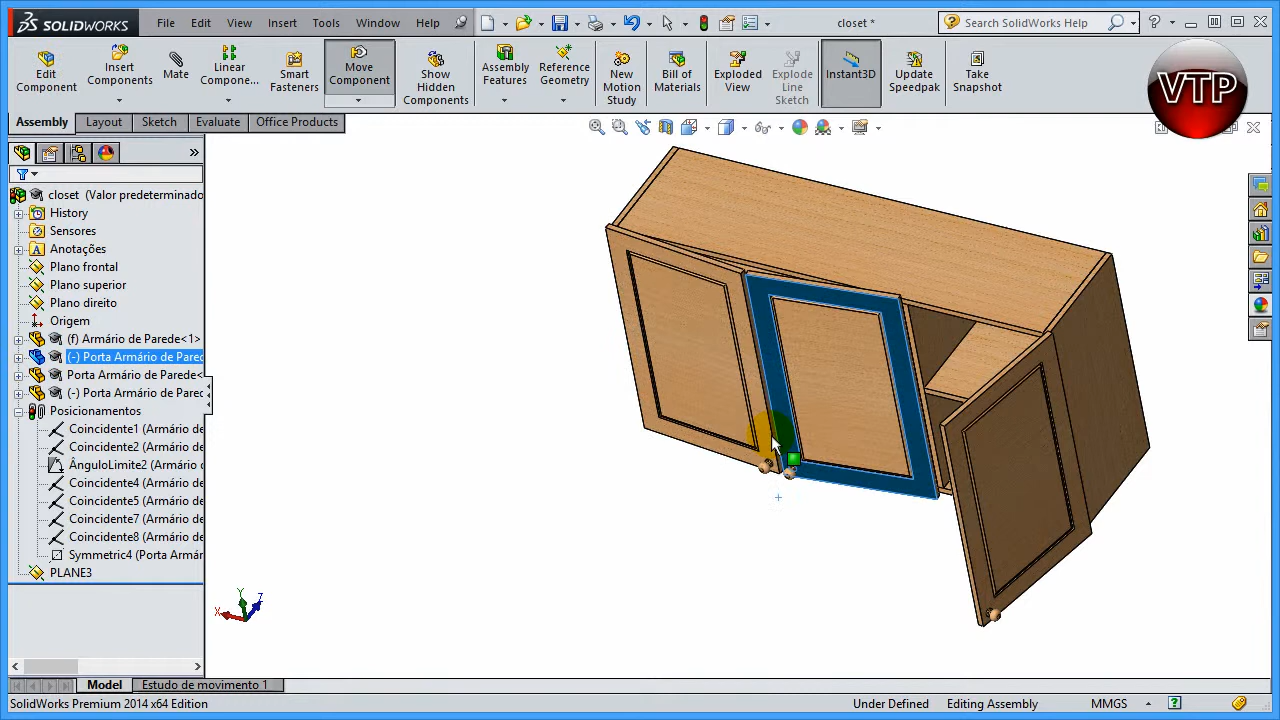 SOLIDWORKS File Edit View Insert Tools Window Help closet * Search SolidWorks Help
Edit Component
Insert Components
Mate
Linear Compone...
Smart Fasteners
Move Component
Show Hidden Components
Assembly Features
Reference Geometry
New Motion Study
Bill of Materials
Exploded View
Explode Line Sketch
Instant3D
Update Speedpak
Take Snapshot
VTP
Assembly Layout Sketch Evaluate Office Products
closet (Valor predeterminado
History
Sensores
Anotações
Plano frontal
Plano superior
Plano direito
Origem
(f) Armário de Parede<1>
(-) Porta Armário de Pared
Porta Armário de Parede<
(-) Porta Armário de Pared
Posicionamentos
Coincidente1 (Armário de
Coincidente2 (Armário de
ÂnguloLimite2 (Armário d
Coincidente4 (Armário de
Coincidente5 (Armário de
Coincidente7 (Armário de
Coincidente8 (Armário de
Symmetric4 (Porta Armár
PLANE3
Y
Z
X
Model Estudo de movimento 1
SolidWorks Premium 2014 x64 Edition Under Defined Editing Assembly MMGS